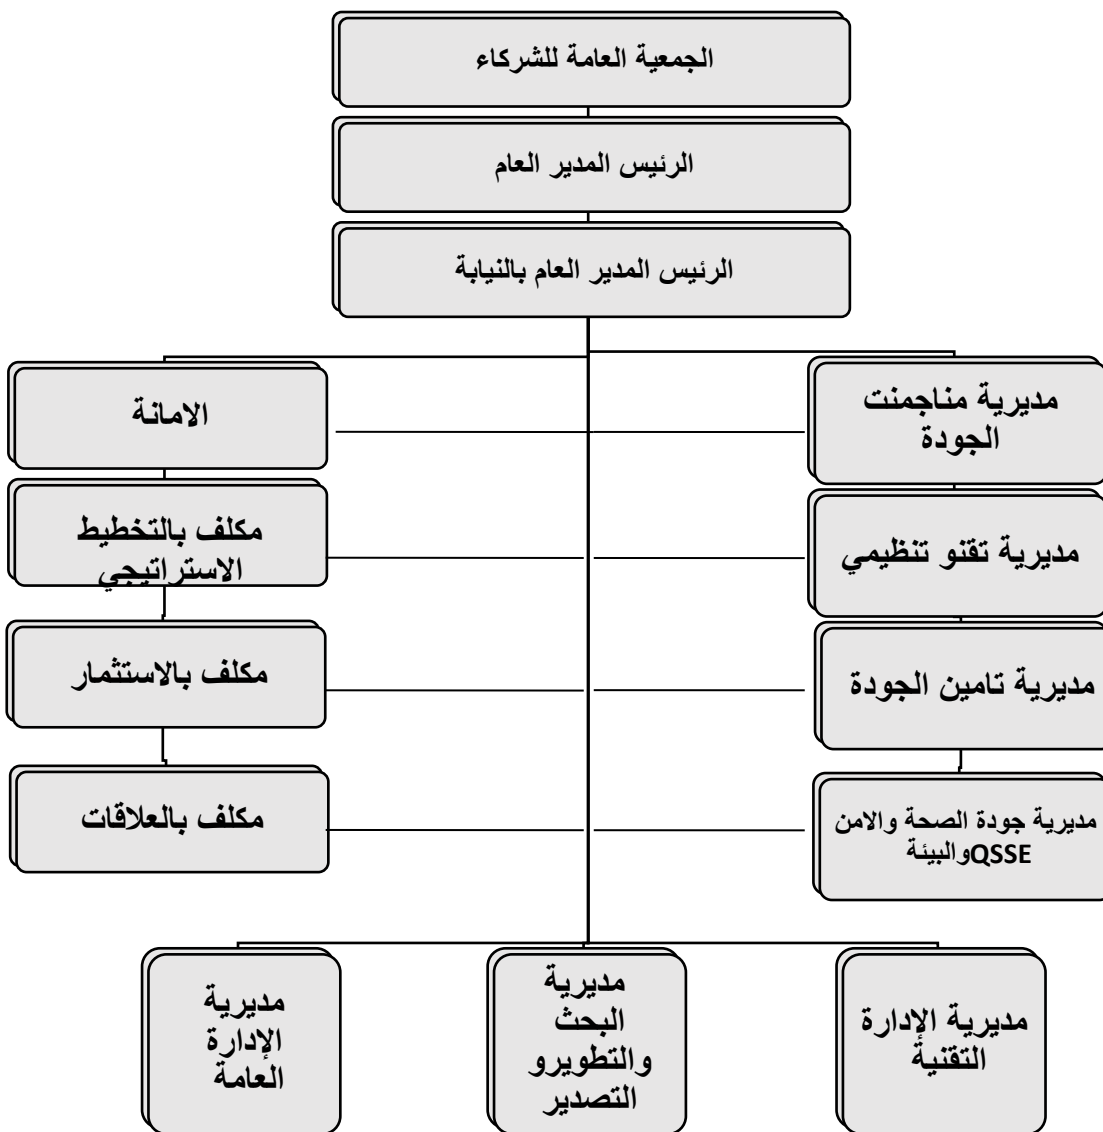 الجمعية العامة للشركاء
الرئيس المدير العام
الرئيس المدير العام بالنيابة
مديرية مناجمنت
الجودة
الامانة
مديرية تقنو تنظيمي
مكلف بالتخطيط
الاستراتيجي
مديرية تامين الجودة
مكلف بالاستثمار
مديرية جودة الصحة والامن
والبيئةQSSE
مكلف بالعلاقات
مديرية الإدارة
التقنية
مديرية
البحث
والتطويرو
التصدير
مديرية
الإدارة
العامة